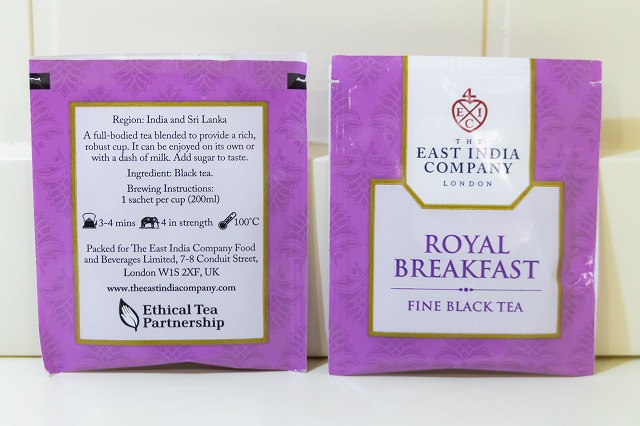 Region: India and Sri Lanka
A full-bodied tea blended to provide a rich,
robust cup. It can be enjoyed on its own or
with a dash of milk. Add sugar to taste.
Ingredient: Black tea.
Brewing Instructions:
1 sachet per cup (200ml)
3-4 mins 4 in strength 100°C
Packed for The East India Company Food
and Beverages Limited, 7-8 Conduit Street,
London W1S 2XF, UK
www.theeastindiacompany.com
Ethical Tea
Partnership
4
E I
C
THE
EAST INDIA
COMPANY
LONDON
ROYAL
BREAKFAST
FINE BLACK TEA